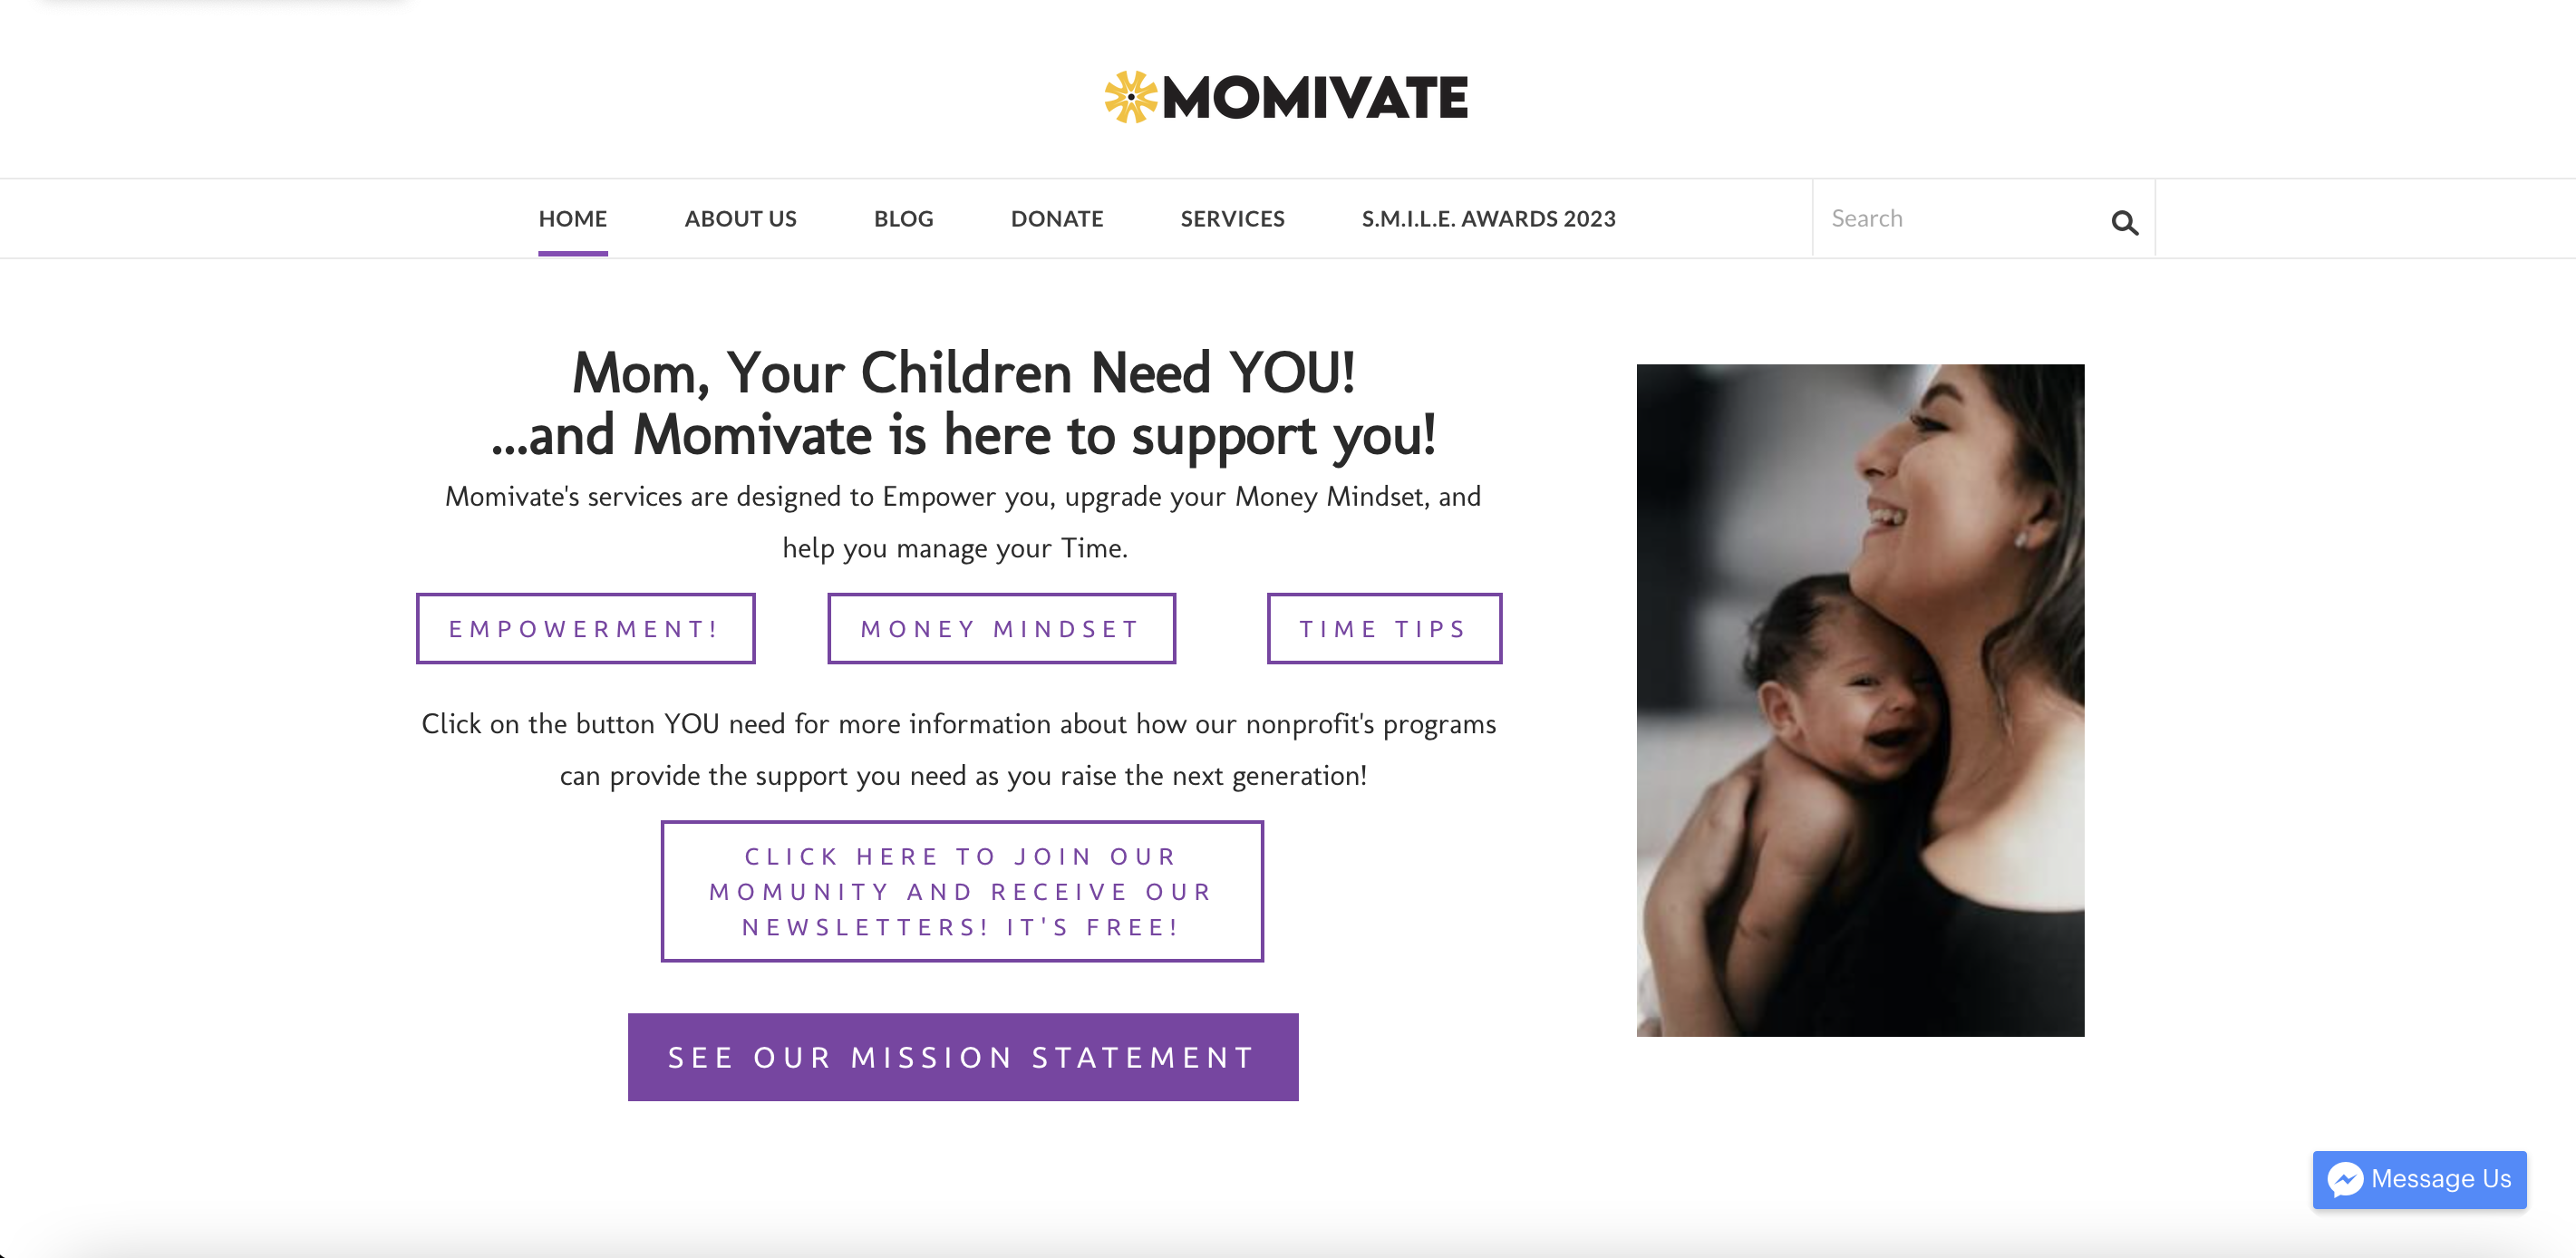 MOMIVATE
HOME ABOUT US BLOG DONATE SERVICES S.M.I.L.E. AWARDS 2023 Search
Mom, Your Children Need YOU!
...and Momivate is here to support you!
Momivate's services are designed to Empower you, upgrade your Money Mindset, and
help you manage your Time.
EMPOWERMENT! MONEY MINDSET TIME TIPS
Click on the button YOU need for more information about how our nonprofit's programs
can provide the support you need as you raise the next generation!
CLICK HERE TO JOIN OUR
MOMUNITY AND RECEIVE OUR
NEWSLETTERS! IT'S FREE!
SEE OUR MISSION STATEMENT
Message Us